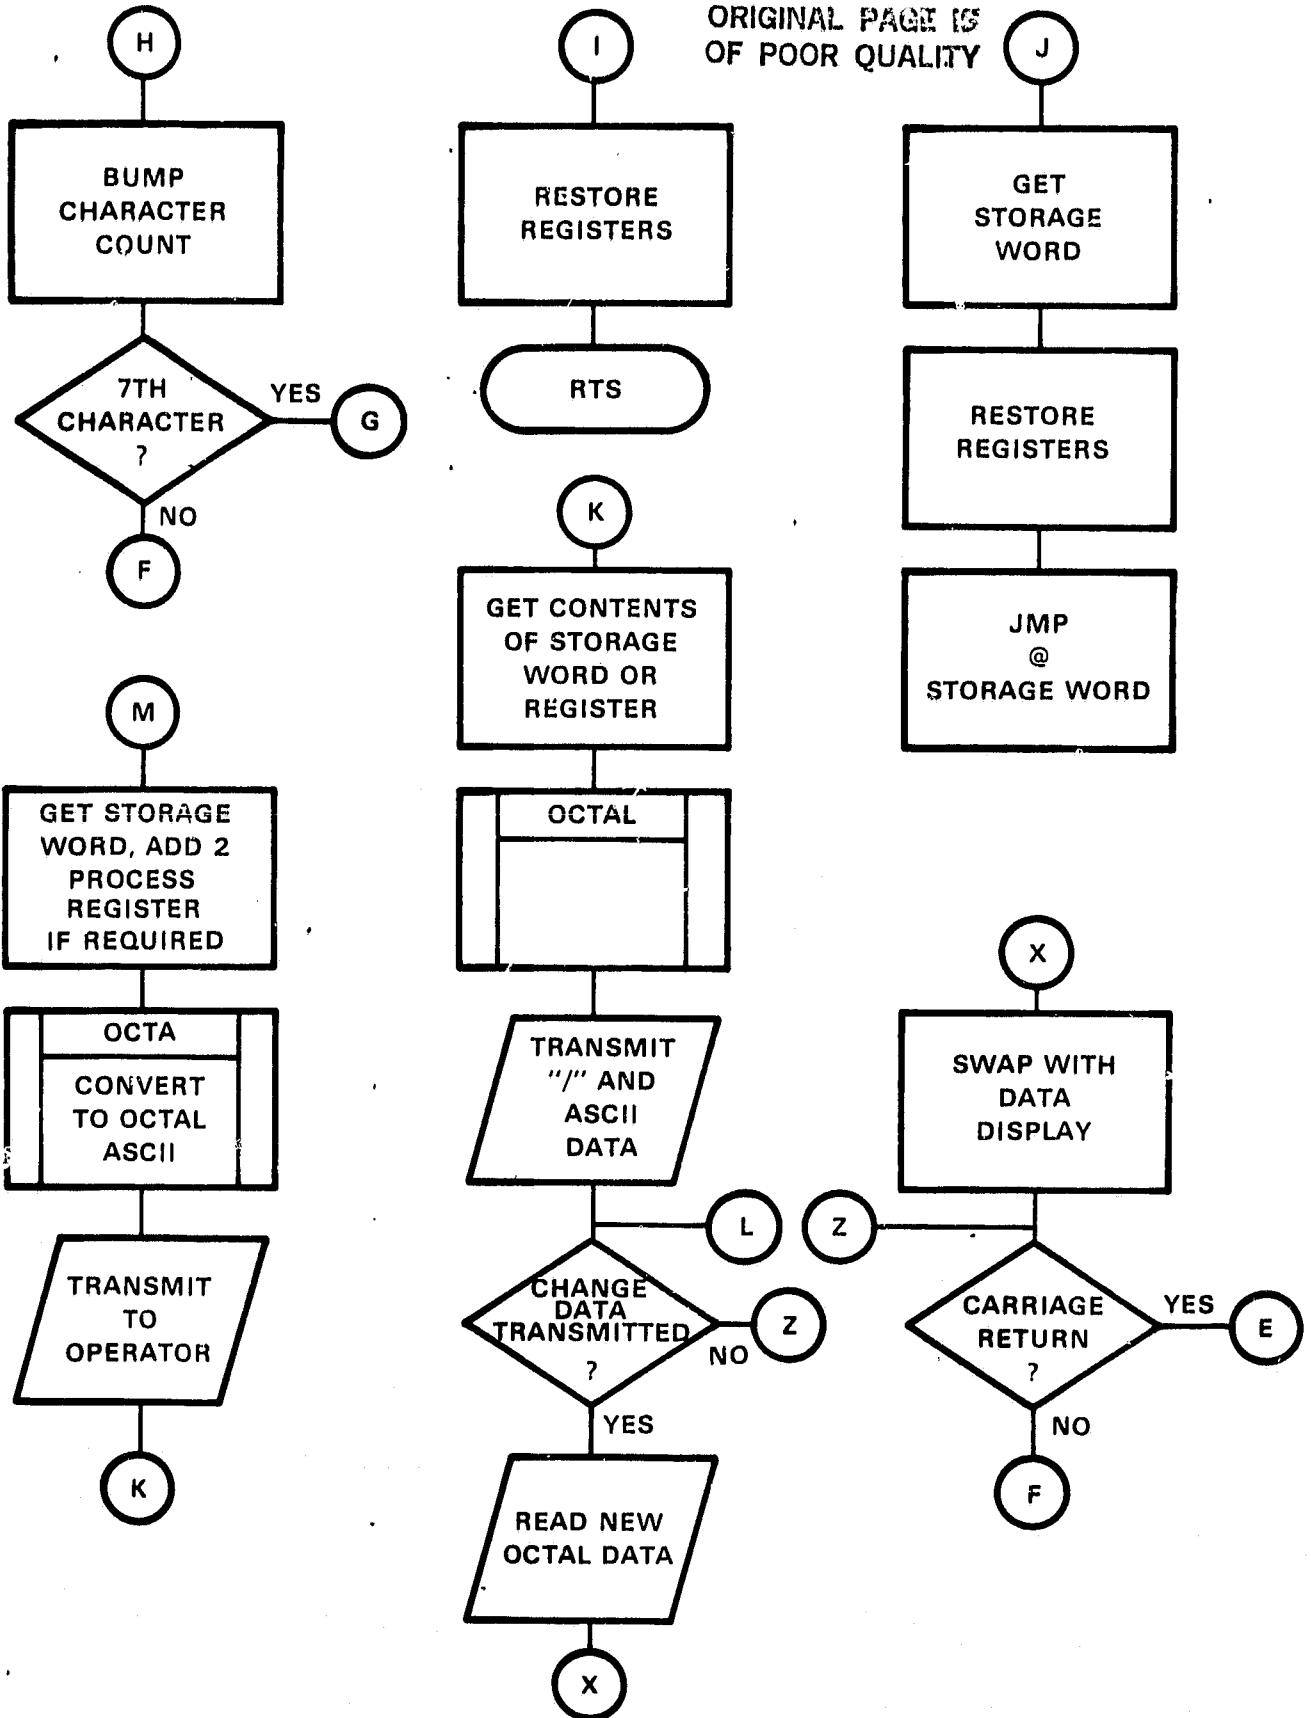 ORIGINAL PAGE IS
OF POOR QUALITY
H
BUMP
CHARACTER
COUNT
7TH
CHARACTER
?
YES
G
NO
F
M
GET STORAGE
WORD, ADD 2
PROCESS
REGISTER
IF REQUIRED
OCTA
CONVERT
TO OCTAL
ASCII
TRANSMIT
TO
OPERATOR
K
I
RESTORE
REGISTERS
RTS
K
GET CONTENTS
OF STORAGE
WORD OR
REGISTER
OCTAL
TRANSMIT
"/" AND
ASCII
DATA
L
CHANGE
DATA
TRANSMITTED
?
NO
Z
YES
READ NEW
OCTAL DATA
X
J
GET
STORAGE
WORD
RESTORE
REGISTERS
JMP
@
STORAGE WORD
X
SWAP WITH
DATA
DISPLAY
Z
CARRIAGE
RETURN
?
YES
E
NO
F